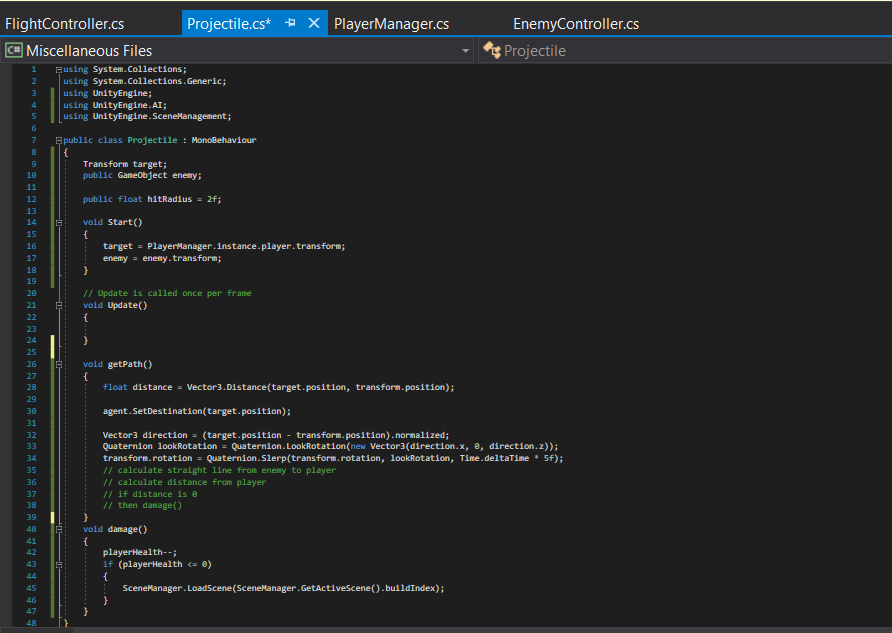 FlightController.cs Projectile.cs* PlayerManager.cs EnemyController.cs
C# Miscellaneous Files Projectile
1 using System.Collections;
2 using System.Collections.Generic;
3 using UnityEngine;
4 using UnityEngine.AI;
5 using UnityEngine.SceneManagement;
6
7 public class Projectile : MonoBehaviour
8 {
9 Transform target;
10 public GameObject enemy;
11
12 public float hitRadius = 2f;
13
14 void Start()
15 {
16 target = PlayerManager.instance.player.transform;
17 enemy = enemy.transform;
18 }
19
20 // Update is called once per frame
21 void Update()
22 {
23
24 }
25
26 void getPath()
27 {
28 float distance = Vector3.Distance(target.position, transform.position);
29
30 agent.SetDestination(target.position);
31
32 Vector3 direction = (target.position - transform.position).normalized;
33 Quaternion lookRotation = Quaternion.LookRotation(new Vector3(direction.x, 0, direction.z));
34 transform.rotation = Quaternion.Slerp(transform.rotation, lookRotation, Time.deltaTime * 5f);
35 // calculate straight line from enemy to player
36 // calculate distance from player
37 // if distance is 0
38 // then damage()
39 }
40 void damage()
41 {
42 playerHealth--;
43 if (playerHealth <= 0)
44 {
45 SceneManager.LoadScene(SceneManager.GetActiveScene().buildIndex);
46 }
47 }
48 }